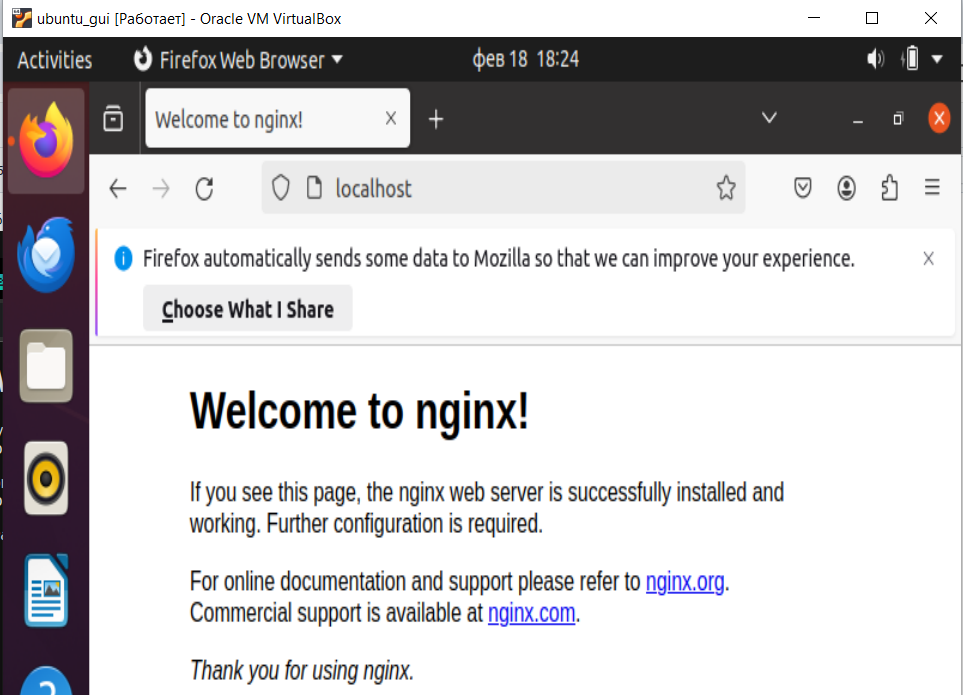 ubuntu_gui [Работает] - Oracle VM VirtualBox
Activities Firefox Web Browser фев 18 18:24
Welcome to nginx!
localhost
Firefox automatically sends some data to Mozilla so that we can improve your experience.
Choose What I Share
Welcome to nginx!
If you see this page, the nginx web server is successfully installed and
working. Further configuration is required.
For online documentation and support please refer to nginx.org.
Commercial support is available at nginx.com.
Thank you for using nginx.